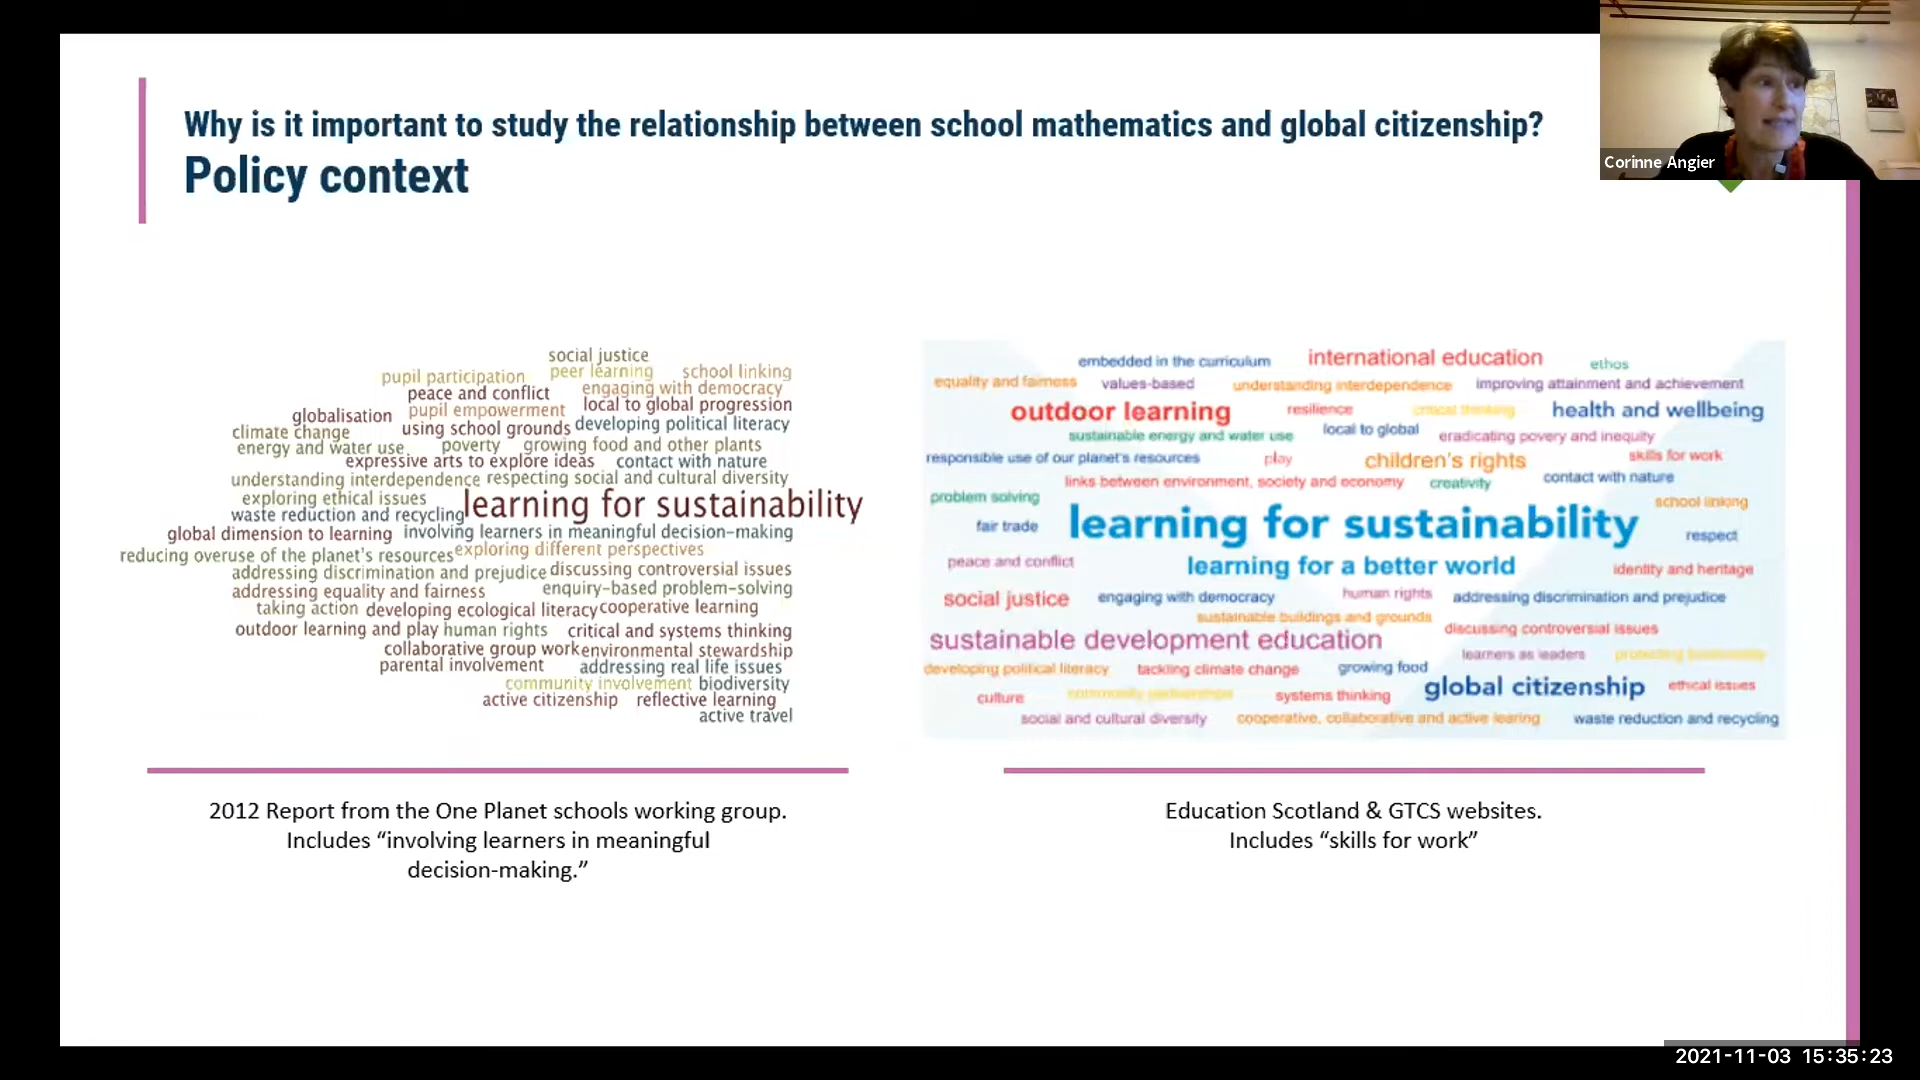 Why is it important to study the relationship between school mathematics and global citizenship?
Policy context
Corinne Angier
social justice
pupil participation peer learning school linking
peace and conflict engaging with democracy
globalisation pupil empowerment local to global progression
climate change using school grounds developing political literacy
energy and water use poverty growing food and other plants
expressive arts to explore ideas contact with nature
understanding interdependence respecting social and cultural diversity
exploring ethical issues learning for sustainability
waste reduction and recycling
global dimension to learning involving learners in meaningful decision-making
reducing overuse of the planet's resources exploring different perspectives
addressing discrimination and prejudice discussing controversial issues
addressing equality and fairness enquiry-based problem-solving
taking action developing ecological literacy cooperative learning
outdoor learning and play human rights critical and systems thinking
collaborative group work environmental stewardship
parental involvement addressing real life issues
community involvement biodiversity
active citizenship reflective learning
active travel
embedded in the curriculum international education ethos
equality and fairness values-based understanding interdependence improving attainment and achievement
outdoor learning resilience critical thinking health and wellbeing
sustainable energy and water use local to global eradicating povery and inequity
responsible use of our planet's resources play children's rights skills for work
links between environment, society and economy creativity contact with nature
problem solving school linking
fair trade learning for sustainability respect
peace and conflict learning for a better world identity and heritage
social justice engaging with democracy human rights addressing discrimination and prejudice
sustainable buildings and grounds
sustainable development education discussing controversial issues
learners as leaders protecting biodiversity
developing political literacy tackling climate change growing food
culture community partnerships systems thinking global citizenship ethical issues
social and cultural diversity cooperative, collaborative and active learing waste reduction and recycling
2012 Report from the One Planet schools working group.
Includes “involving learners in meaningful
decision-making.”
Education Scotland & GTCS websites.
Includes “skills for work”
2021-11-03 15:35:23